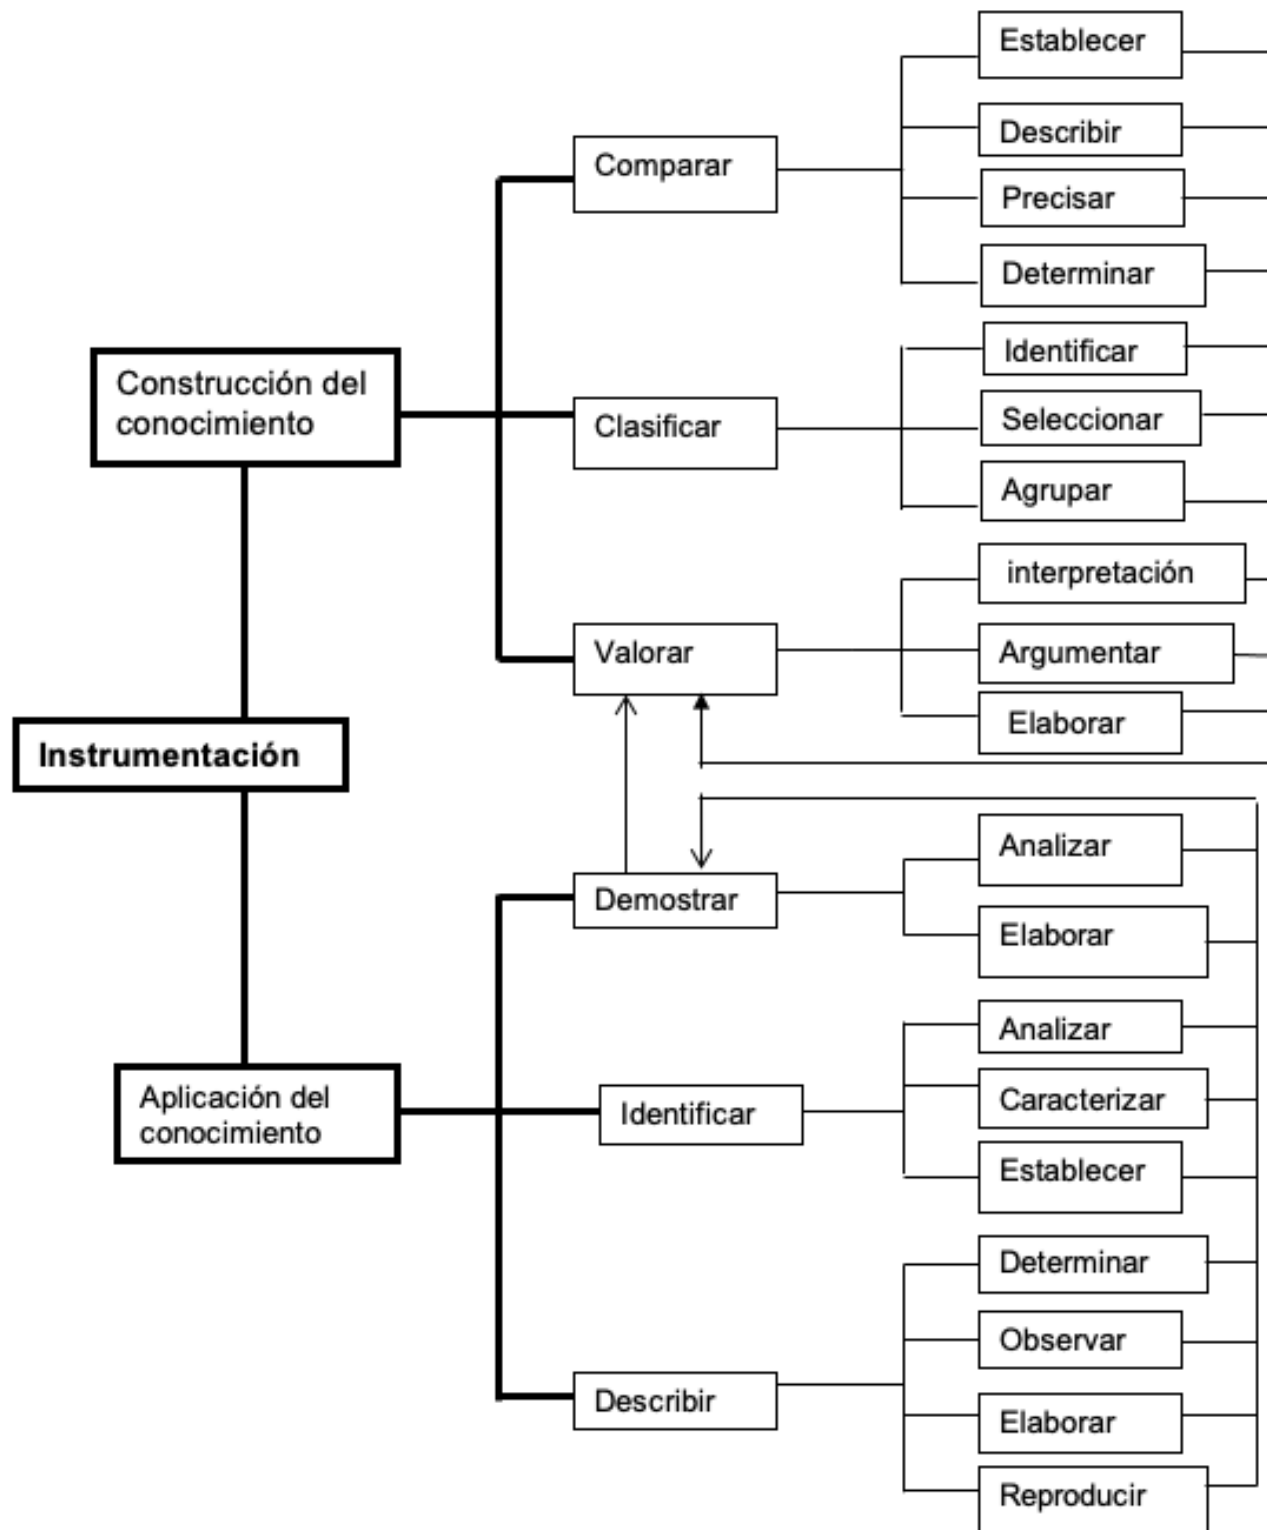 Establecer
Describir
Comparar
Precisar
Determinar
Identificar
Construcción del
conocimiento
Clasificar
Seleccionar
Agrupar
interpretación
Valorar
Argumentar
Elaborar
Instrumentación
Analizar
Demostrar
Elaborar
Analizar
Aplicación del
conocimiento
Identificar
Caracterizar
Establecer
Determinar
Observar
Describir
Elaborar
Reproducir